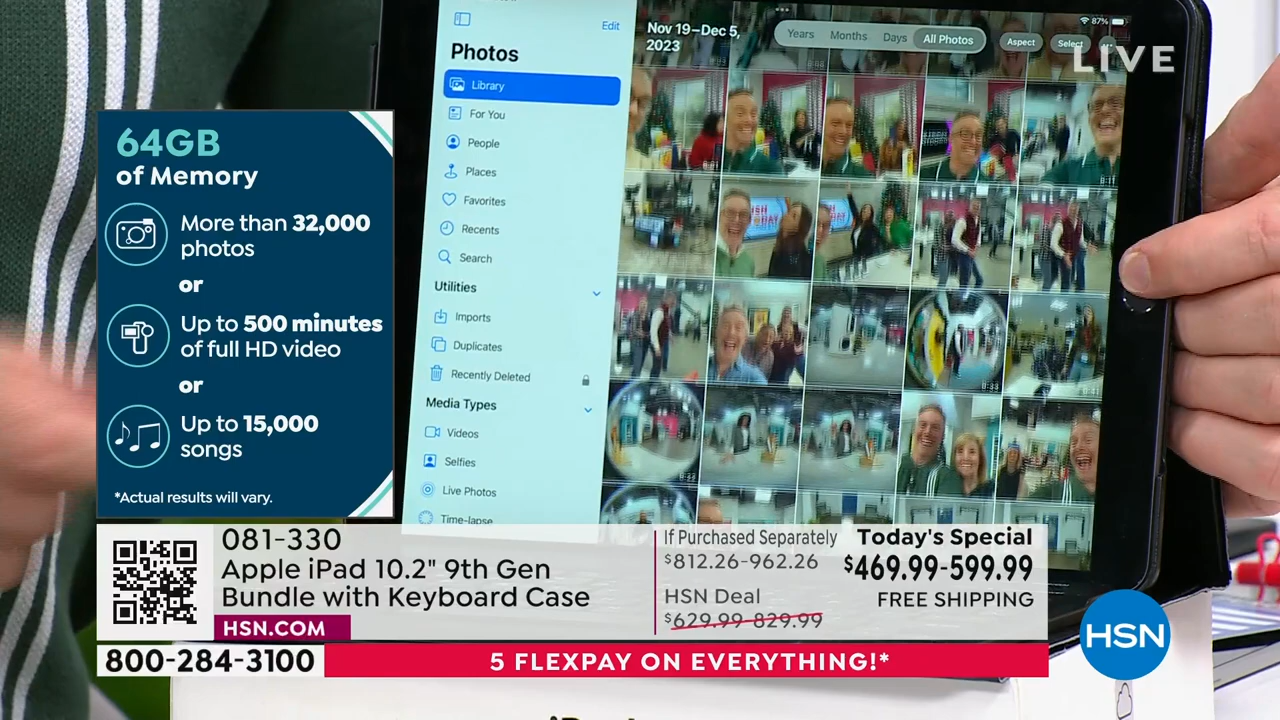 Photos
Edit
Library
For You
People
Places
Favorites
Recents
Search
Utilities
Imports
Duplicates
Recently Deleted
Media Types
Videos
Selfies
Live Photos
Time-lapse
Nov 19–Dec 5,
2023
Years Months Days All Photos
Aspect
Select
87%
LIVE
64GB
of Memory
More than 32,000
photos
or
Up to 500 minutes
of full HD video
or
Up to 15,000
songs
*Actual results will vary.
081-330
Apple iPad 10.2" 9th Gen
Bundle with Keyboard Case
HSN.COM
If Purchased Separately
$812.26-962.26
HSN Deal
$629.99-829.99
Today's Special
$469.99-599.99
FREE SHIPPING
HSN
800-284-3100
5 FLEXPAY ON EVERYTHING!*